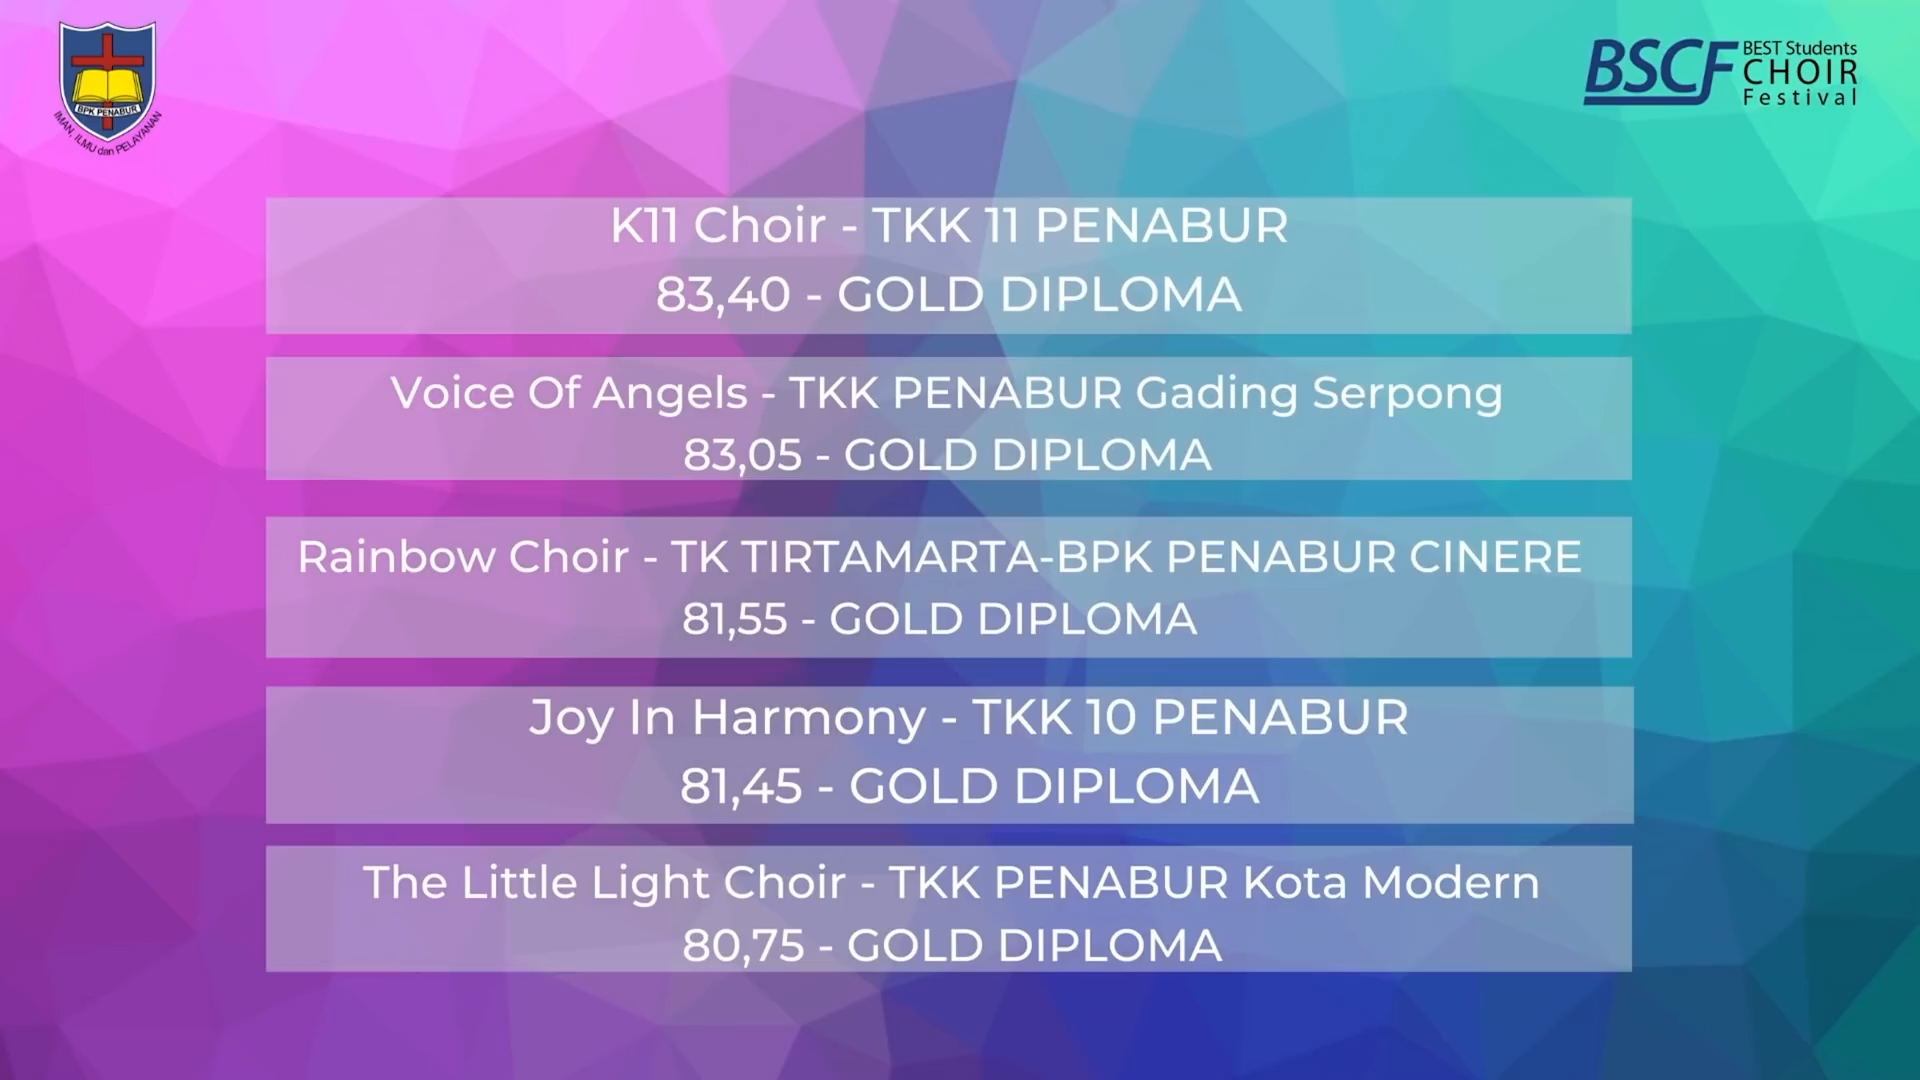 BPK PENABUR
IMAN, ILMU dan PELAYANAN
BSCF
BEST Students
CHOIR
Festival
K11 Choir - TKK 11 PENABUR
83,40 - GOLD DIPLOMA
Voice Of Angels - TKK PENABUR Gading Serpong
83,05 - GOLD DIPLOMA
Rainbow Choir - TK TIRTAMARTA-BPK PENABUR CINERE
81,55 - GOLD DIPLOMA
Joy In Harmony - TKK 10 PENABUR
81,45 - GOLD DIPLOMA
The Little Light Choir - TKK PENABUR Kota Modern
80,75 - GOLD DIPLOMA